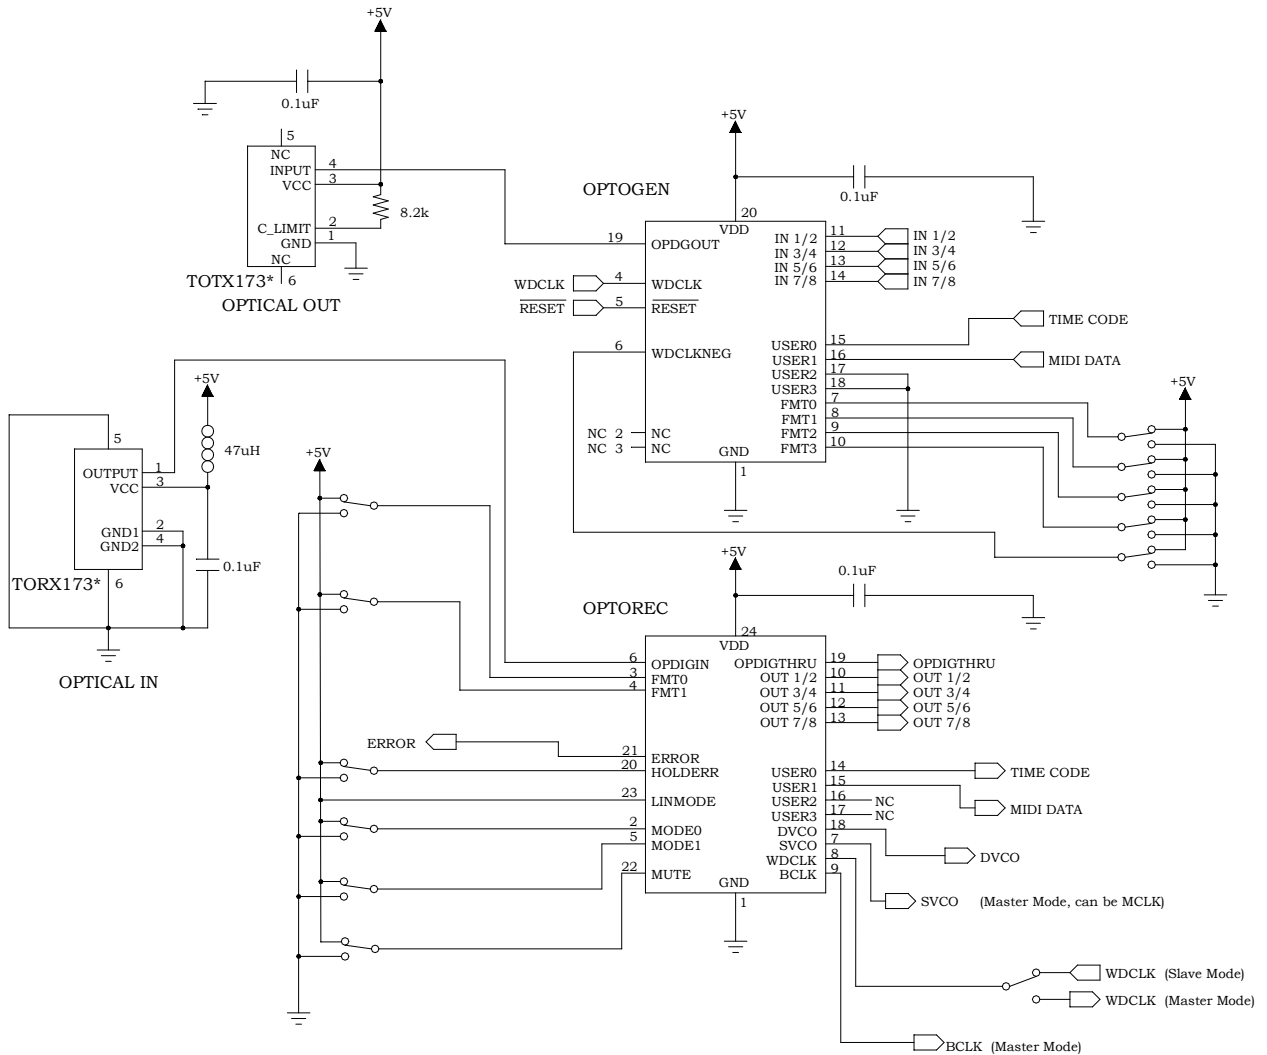 +5V
0.1uF
5
NC
INPUT 4
VCC 3
8.2k
C_LIMIT 2
GND 1
NC
6
TOTX173*
OPTICAL OUT
+5V
0.1uF
OPTOGEN
20
VDD
19 OPDGOUT
WDCLK 4 WDCLK
RESET 5 RESET
6 WDCLKNEG
NC 2 NC
NC 3 NC
GND
1
IN 1/2 11 IN 1/2
IN 3/4 12 IN 3/4
IN 5/6 13 IN 5/6
IN 7/8 14 IN 7/8
USER0 15 TIME CODE
USER1 16 MIDI DATA
USER2 17
USER3 18
FMT0 7
FMT1 8
FMT2 9
FMT3 10
+5V
+5V
47uH
5
OUTPUT 1
VCC 3
GND1 2
GND2 4
0.1uF
TORX173* 6
OPTICAL IN
+5V
+5V
0.1uF
OPTOREC
24
VDD
6 OPDIGIN
3 FMT0
4 FMT1
ERROR 21 ERROR
20 HOLDERR
23 LINMODE
2 MODE0
5 MODE1
22 MUTE
GND
1
OPDIGTHRU 19 OPDIGTHRU
OUT 1/2 10 OUT 1/2
OUT 3/4 11 OUT 3/4
OUT 5/6 12 OUT 5/6
OUT 7/8 13 OUT 7/8
USER0 14 TIME CODE
USER1 15 MIDI DATA
USER2 16 NC
USER3 17 NC
DVCO 18 DVCO
SVCO 7
WDCLK 8
BCLK 9
SVCO (Master Mode, can be MCLK)
WDCLK (Slave Mode)
WDCLK (Master Mode)
BCLK (Master Mode)